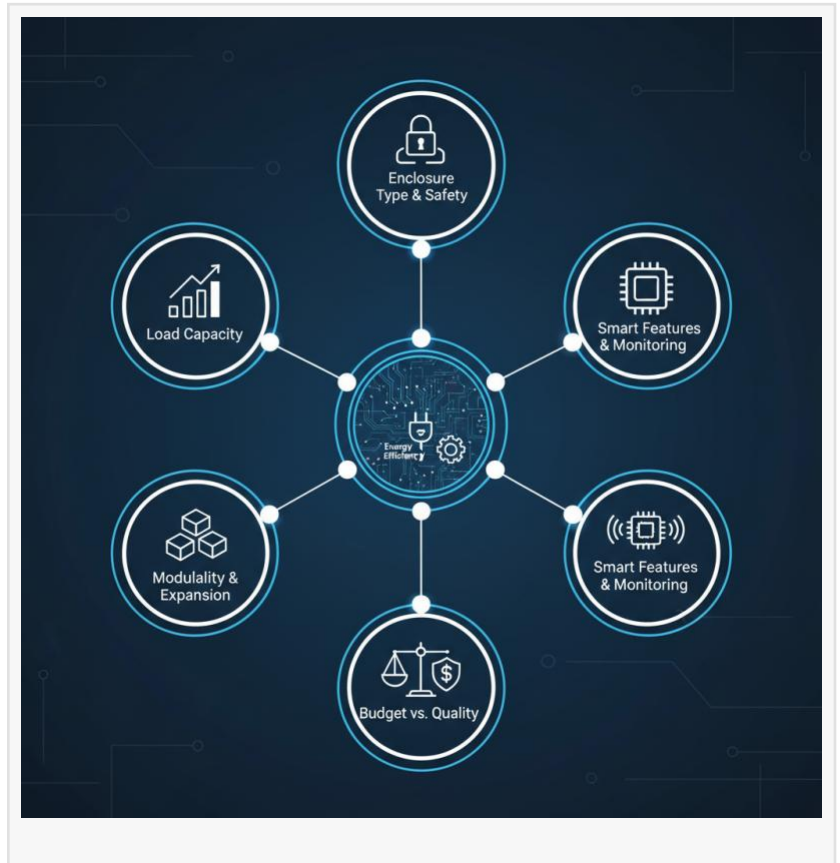 Enclosure
Type & Safety
Load Capacity
Smart Features
& Monitoring
Energy
Efficiency
Modulality &
Expansion
Smart Features
& Monitoring
Budget vs. Quality
$